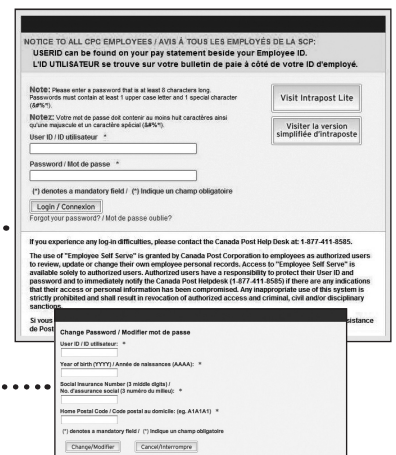 NOTICE TO ALL CPC EMPLOYEES / AVIS À TOUS LES EMPLOYÉS DE LA SCP:
USERID can be found on your pay statement beside your Employee ID.
L'ID UTILISATEUR se trouve sur votre bulletin de paie à côté de votre ID d'employé.
Note: Please enter a password that is at least 8 characters long.
Passwords must contain at least 1 upper case letter and 1 special character
(&#%*).
Notez: Votre mot de passe doit contenir au moins huit caractères ainsi
qu'une majuscule et un caractère spécial (&#%*).
Visit Intrapost Lite
Visiter la version
simplifiée d'intraposte
User ID / ID utilisateur *
Password / Mot de passe *
(*) denotes a mandatory field / (*) Indique un champ obligatoire
Login / Connexion
Forgot your password? / Mot de passe oublie?
If you experience any log-in difficulties, please contact the Canada Post Help Desk at: 1-877-411-8585.
The use of "Employee Self Serve" is granted by Canada Post Corporation to employees as authorized users
to review, update or change their own employee personal records. Access to "Employee Self Serve" is
available solely to authorized users. Authorized users have a responsibility to protect their User ID and
password and to immediately notify the Canada Post Helpdesk (1-877-411-8585) if there are any indications
that their access or personal information has been compromised. Any inappropriate use of this system is
strictly prohibited and shall result in revocation of authorized access and criminal, civil and/or disciplinary
sanctions.
Si vous
sistance
de Post
Change Password / Modifier mot de passe
User ID / ID utilisateur: *
Year of birth (YYYY) / Année de naissance (AAAA): *
Social Insurance Number (3 middle digits) /
No. d'assurance social (3 numéro du milieu): *
Home Postal Code / Code postal au domicile: (eg. A1A1A1) *
(*) denotes a mandatory field / (*) Indique un champ obligatoire
Change/Modifier
Cancel/Interrompre